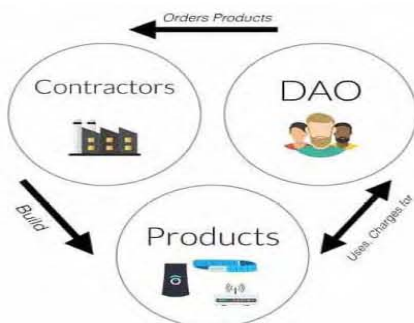 Orders Products
Contractors
DAO
Build
Products
Uses, Charges for